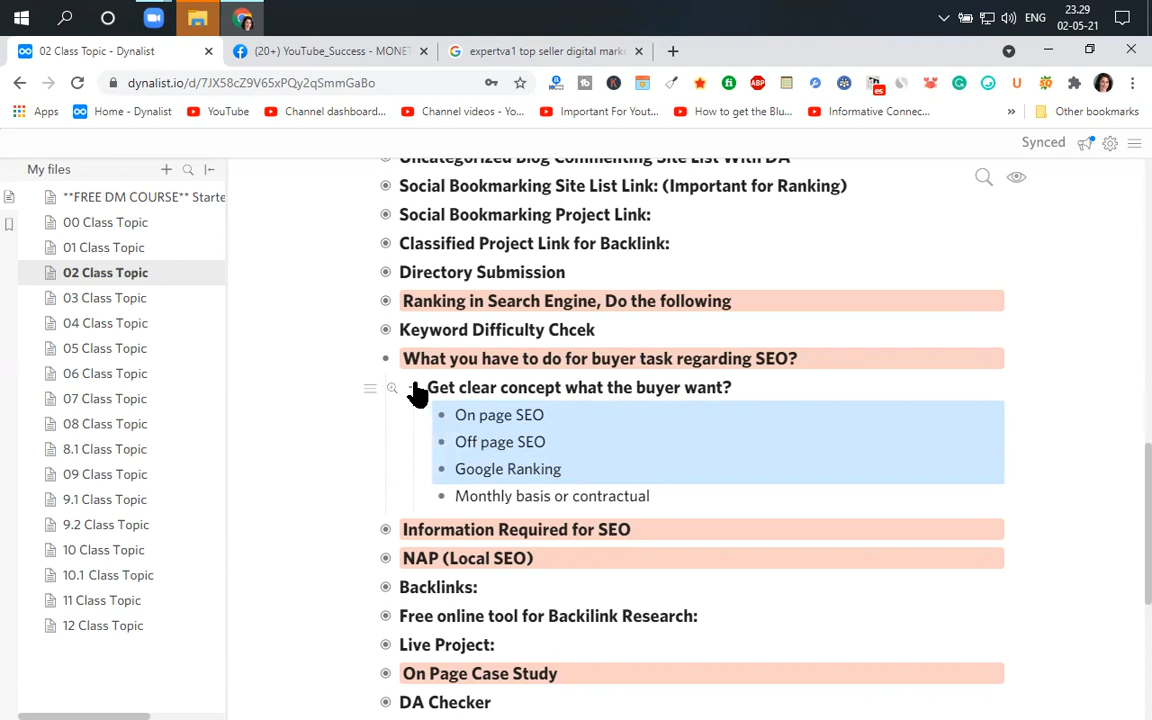 ENG
23.29
02-05-21
02 Class Topic - Dynalist
(20+) YouTube_Success - MONET
expertva1 top seller digital mark
dynalist.io/d/7JX58cZ9V65xPQy2qSmmGaBo
Apps
Home - Dynalist
YouTube
Channel dashboard...
Channel videos - Yo...
Important For Yout...
How to get the Blu...
Informative Connec...
Other bookmarks
My files
Synced
**FREE DM COURSE** Starte
00 Class Topic
01 Class Topic
02 Class Topic
03 Class Topic
04 Class Topic
05 Class Topic
06 Class Topic
07 Class Topic
08 Class Topic
8.1 Class Topic
09 Class Topic
9.1 Class Topic
9.2 Class Topic
10 Class Topic
10.1 Class Topic
11 Class Topic
12 Class Topic
Uncategorized Blog Commenting Site List With DA
Social Bookmarking Site List Link: (Important for Ranking)
Social Bookmarking Project Link:
Classified Project Link for Backlink:
Directory Submission
Ranking in Search Engine, Do the following
Keyword Difficulty Chcek
What you have to do for buyer task regarding SEO?
Get clear concept what the buyer want?
On page SEO
Off page SEO
Google Ranking
Monthly basis or contractual
Information Required for SEO
NAP (Local SEO)
Backlinks:
Free online tool for Backilink Research:
Live Project:
On Page Case Study
DA Checker